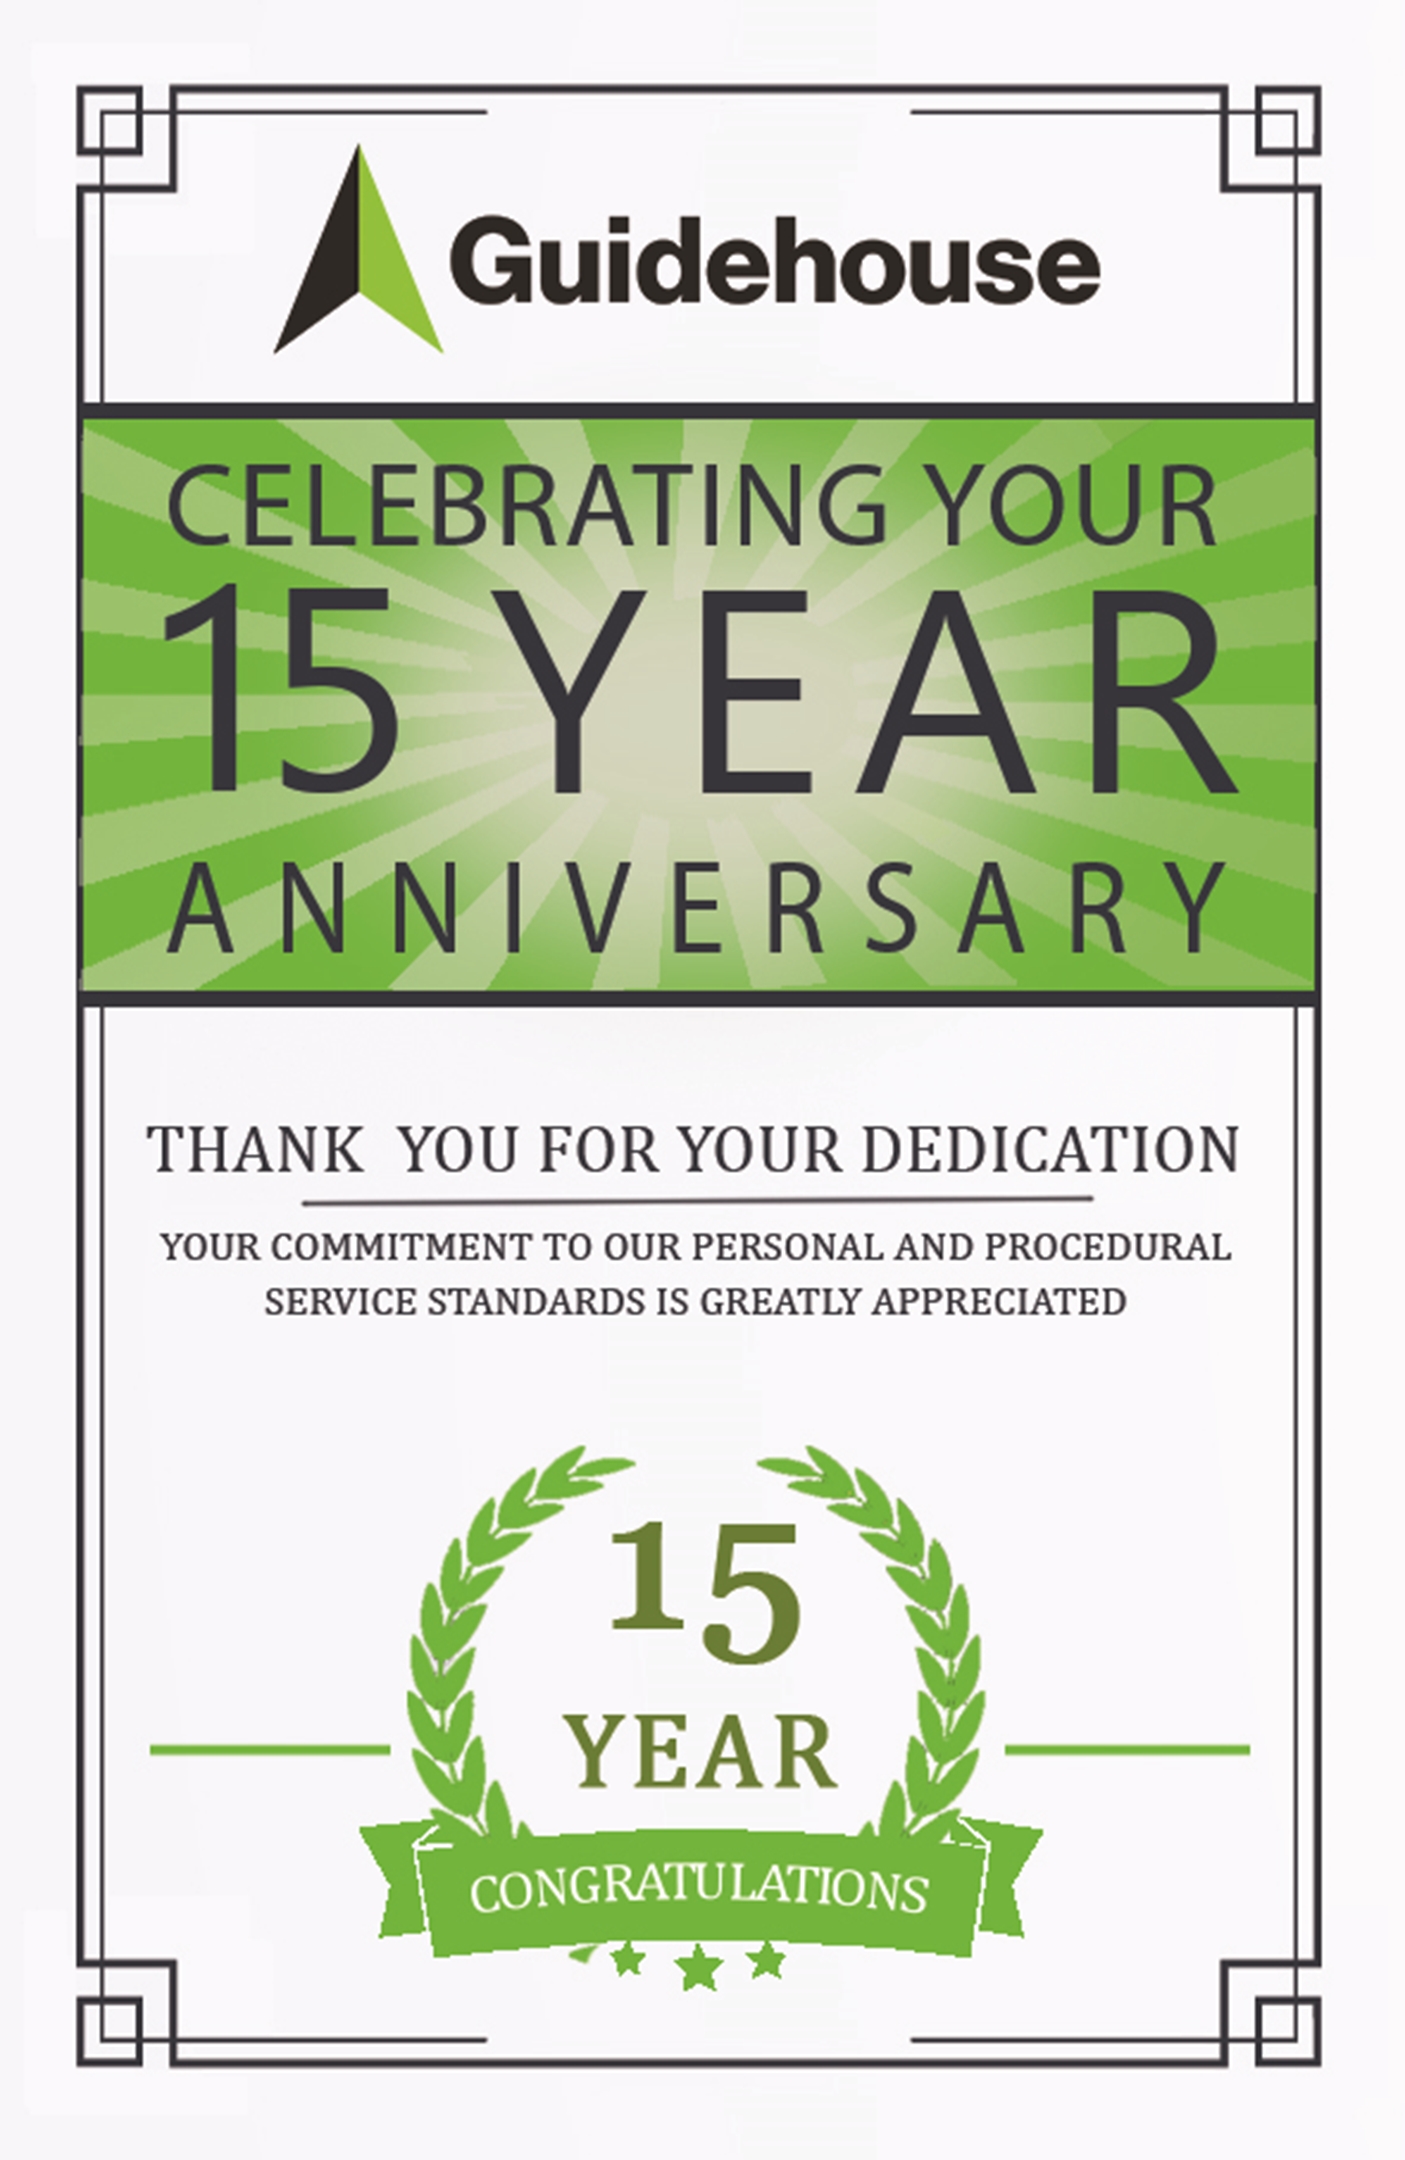 Guidehouse
CELEBRATING YOUR
15 YEAR
ANNIVERSARY
THANK YOU FOR YOUR DEDICATION
YOUR COMMITMENT TO OUR PERSONAL AND PROCEDURAL
SERVICE STANDARDS IS GREATLY APPRECIATED
15
YEAR
CONGRATULATIONS